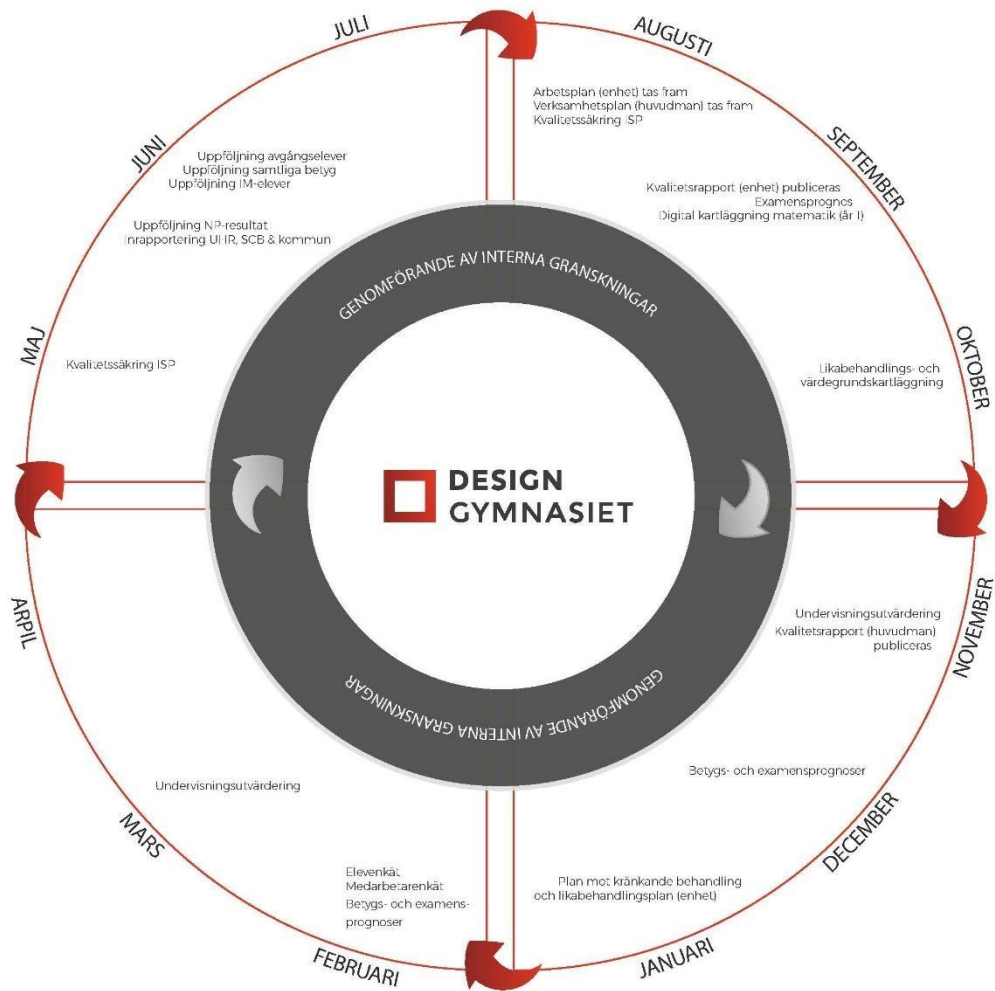 JULI
AUGUSTI
Arbetsplan (enhet) tas fram
Verksamhetsplan (huvudman) tas fram
Kvalitetssäkring ISP
SEPTEMBER
Kvalitetsrapport (enhet) publiceras
Examensprognos
Digital kartläggning matematik (år I)
OKTOBER
Likabehandlings- och
värdegrundskartläggning
NOVEMBER
Undervisningsutvärdering
Kvalitetsrapport (huvudman)
publiceras
DECEMBER
Betygs- och examensprognoser
JANUARI
Plan mot kränkande behandling
och likabehandlingsplan (enhet)
FEBRUARI
Elevenkät
Medarbetarenkät
Betygs- och examens-
prognoser
MARS
Undervisningsutvärdering
ARPIL
MAJ
Kvalitetssäkring ISP
JUNI
Uppföljning avgångselever
Uppföljning samtliga betyg
Uppföljning IM-elever
Uppföljning NP-resultat
Inrapportering UHR, SCB & kommun
GENOMFÖRANDE AV INTERNA GRANSKNINGAR
DESIGN
GYMNASIET
GENOMFÖRANDE AV INTERNA GRANSKNINGAR